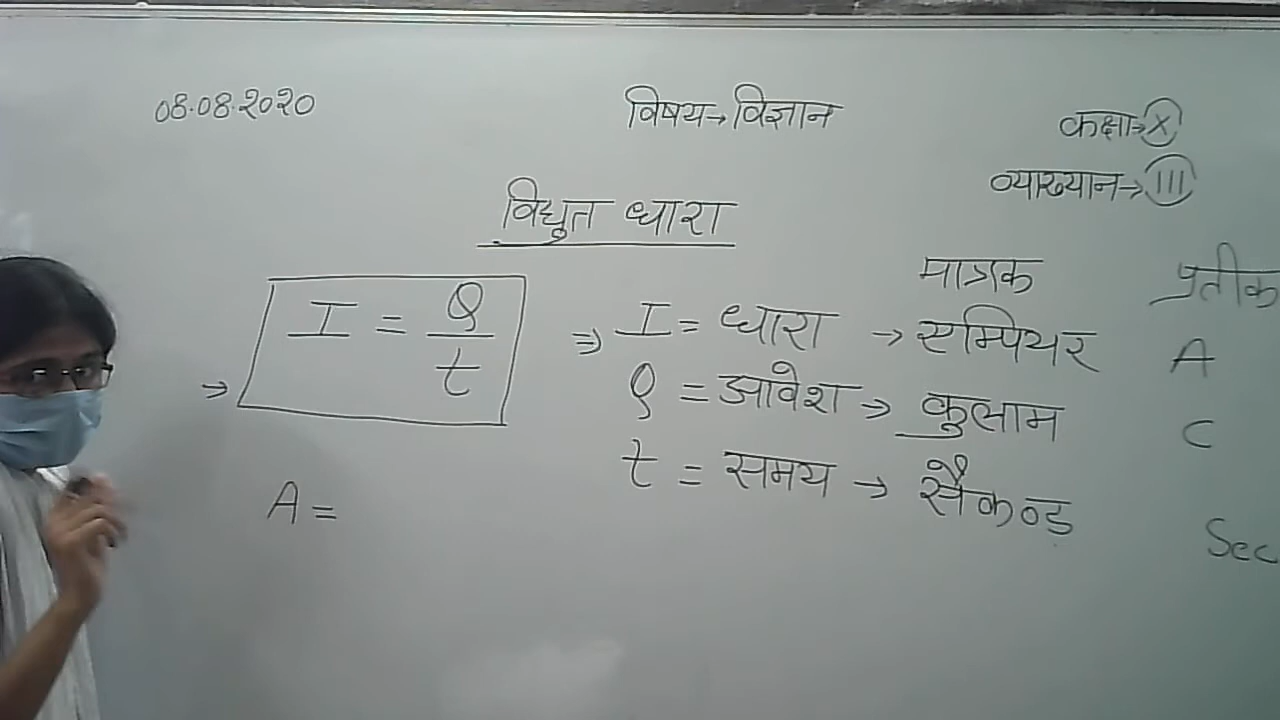 08.08.2020
विषय→विज्ञान
कक्षा→X
व्याख्यान→III
विद्युत धारा
मात्रक प्रतीक
I = Q/t
⇒ I = धारा → एम्पियर A
⇒
Q = आवेश → कुलाम C
t = समय → सैकण्ड Sec
A =